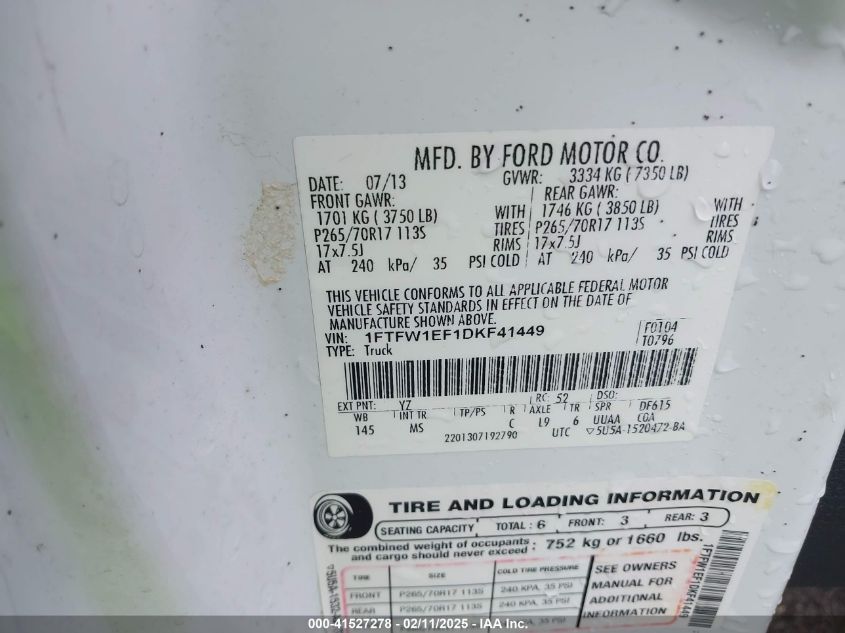 MFD. BY FORD MOTOR CO.
DATE: 07/13 GVWR: 3334 KG ( 7350 LB)
FRONT GAWR: REAR GAWR:
1701 KG ( 3750 LB) WITH 1746 KG ( 3850 LB) WITH
P265/70R17 113S TIRES P265/70R17 113S TIRES
17x7.5J RIMS 17x7.5J RIMS
AT 240 kPa/ 35 PSI COLD AT 240 kPa/ 35 PSI COLD
THIS VEHICLE CONFORMS TO ALL APPLICABLE FEDERAL MOTOR
VEHICLE SAFETY STANDARDS IN EFFECT ON THE DATE OF
MANUFACTURE SHOWN ABOVE.
VIN: 1FTFW1EF1DKF41449 F0104
TYPE: Truck T0796
EXT PNT: YZ RC: 52 DSO:
WB INT TR TP/PS R AXLE TR SPR DF615
145 MS C L9 6 UUAA CGA
2201307192790 UTC ▽5U5A-1520472-BA
TIRE AND LOADING INFORMATION
SEATING CAPACITY TOTAL: 6 FRONT: 3 REAR: 3
The combined weight of occupants and cargo should never exceed : 752 kg or 1660 lbs.
TIRE SIZE COLD TIRE PRESSURE
FRONT P265/70R17 113S 240 KPA, 35 PSI
REAR P265/70R17 113S 240 KPA, 35 PSI
SEE OWNERS
MANUAL FOR
ADDITIONAL
INFORMATION
1FTFW1EF1DKF41449
000-41527278 - 02/11/2025 - IAA Inc.